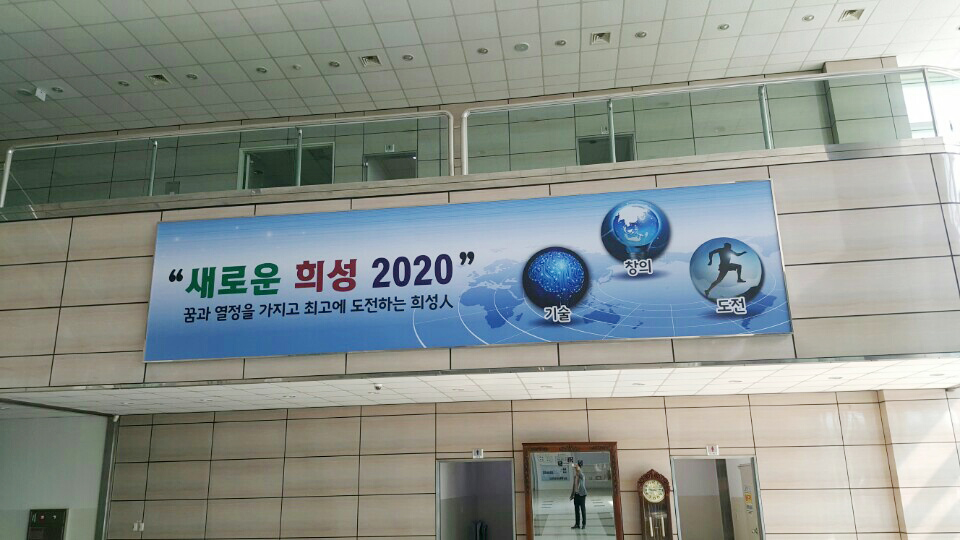 “새로운 희성 2020”
꿈과 열정을 가지고 최고에 도전하는 희성人
기술
창의
도전